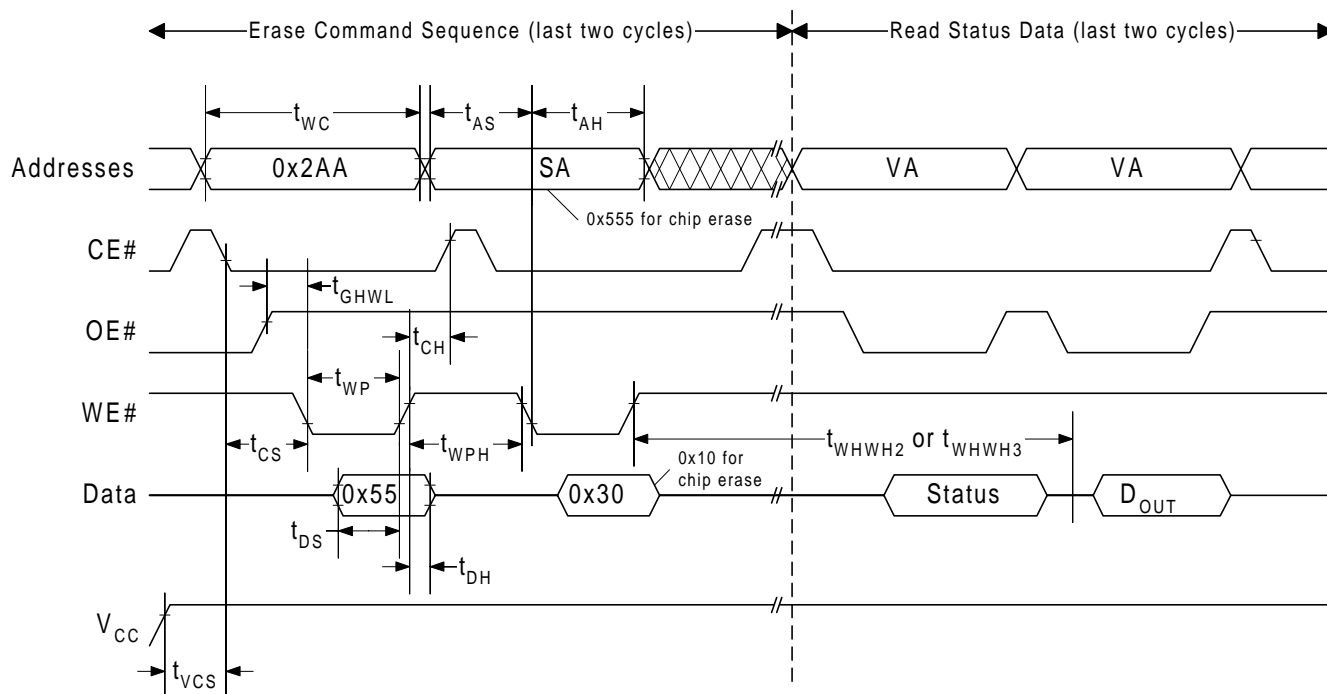 Erase Command Sequence (last two cycles)
Read Status Data (last two cycles)
tWC
tAS
tAH
Addresses
0x2AA
SA
VA
VA
0x555 for chip erase
CE#
tGHWL
OE#
tCH
tWP
WE#
tCS
tWPH
tWHWH2 or tWHWH3
0x10 for
chip erase
Data
0x55
0x30
Status
DOUT
tDS
tDH
VCC
tVCS